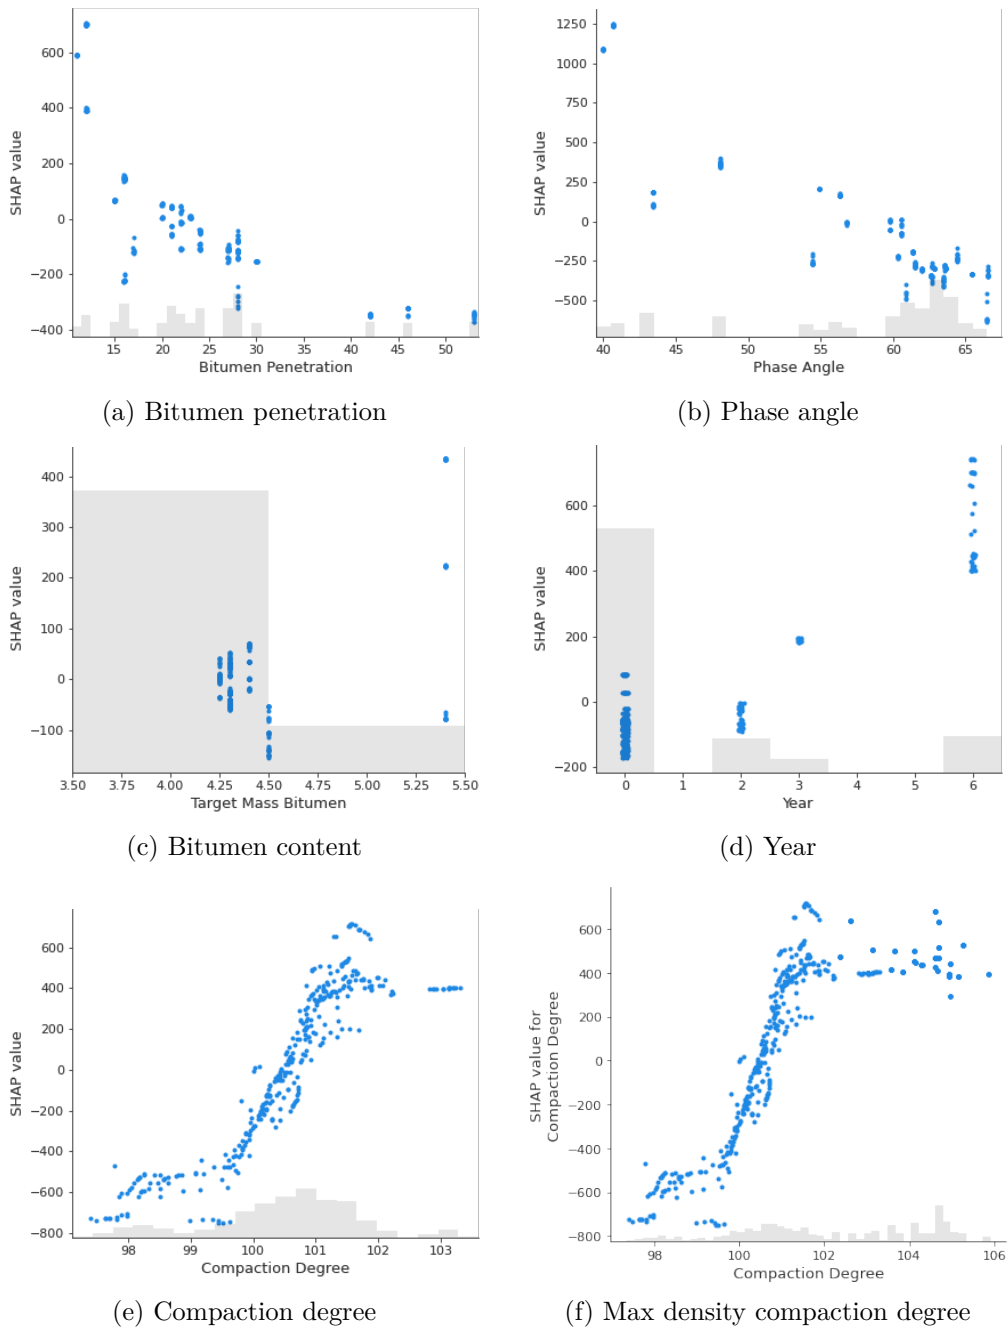 600
400
200
0
−200
−400
SHAP value
15 20 25 30 35 40 45 50
Bitumen Penetration
(a) Bitumen penetration
1250
1000
750
500
250
0
−250
−500
SHAP value
40 45 50 55 60 65
Phase Angle
(b) Phase angle
400
300
200
100
0
−100
SHAP value
3.50 3.75 4.00 4.25 4.50 4.75 5.00 5.25 5.50
Target Mass Bitumen
(c) Bitumen content
600
400
200
0
−200
SHAP value
0 1 2 3 4 5 6
Year
(d) Year
600
400
200
0
−200
−400
−600
−800
SHAP value
98 99 100 101 102 103
Compaction Degree
(e) Compaction degree
600
400
200
0
−200
−400
−600
−800
SHAP value for
Compaction Degree
98 100 102 104 106
Compaction Degree
(f) Max density compaction degree